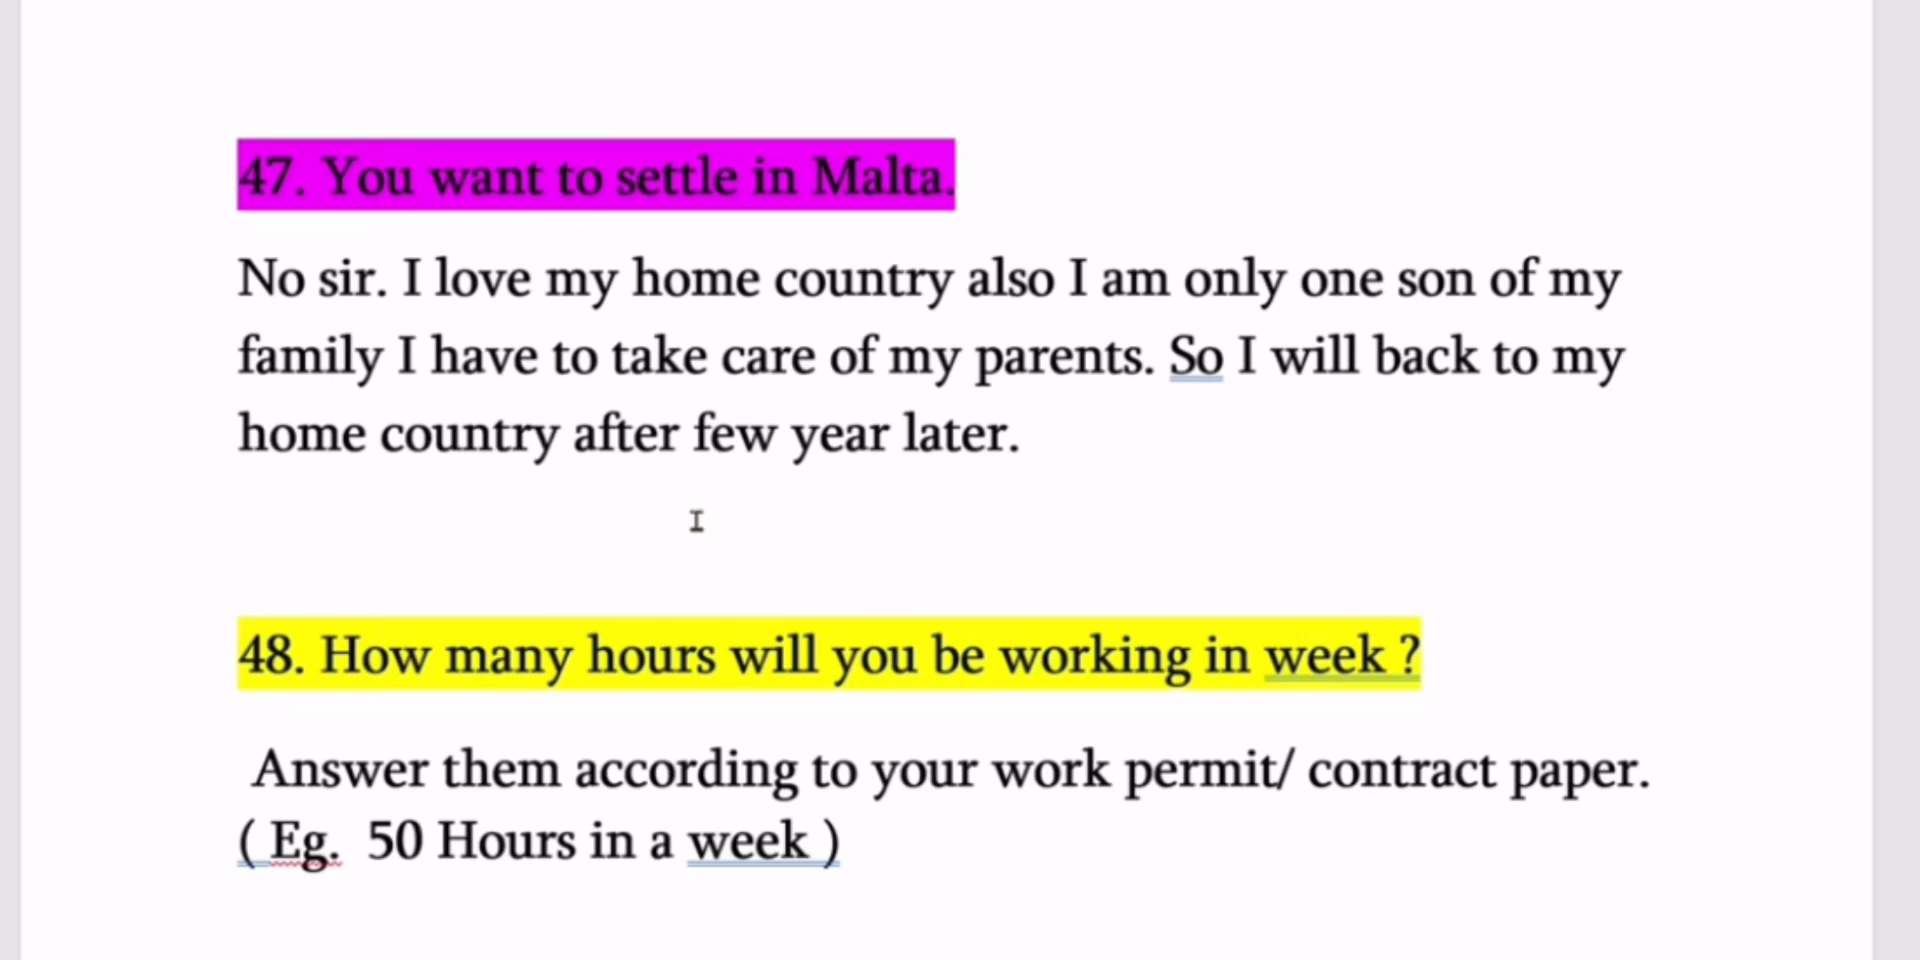 47. You want to settle in Malta.
No sir. I love my home country also I am only one son of my
family I have to take care of my parents. So I will back to my
home country after few year later.
48. How many hours will you be working in week ?
Answer them according to your work permit/ contract paper.
( Eg.  50 Hours in a week )